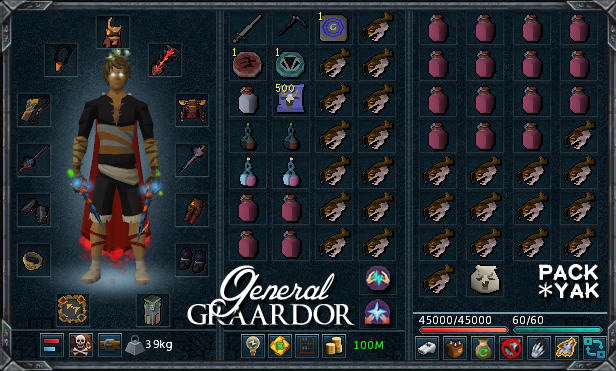 1
1
1
500
General
GRAARDOR
PACK
*YAK
45000/45000
60/60
39kg
100M